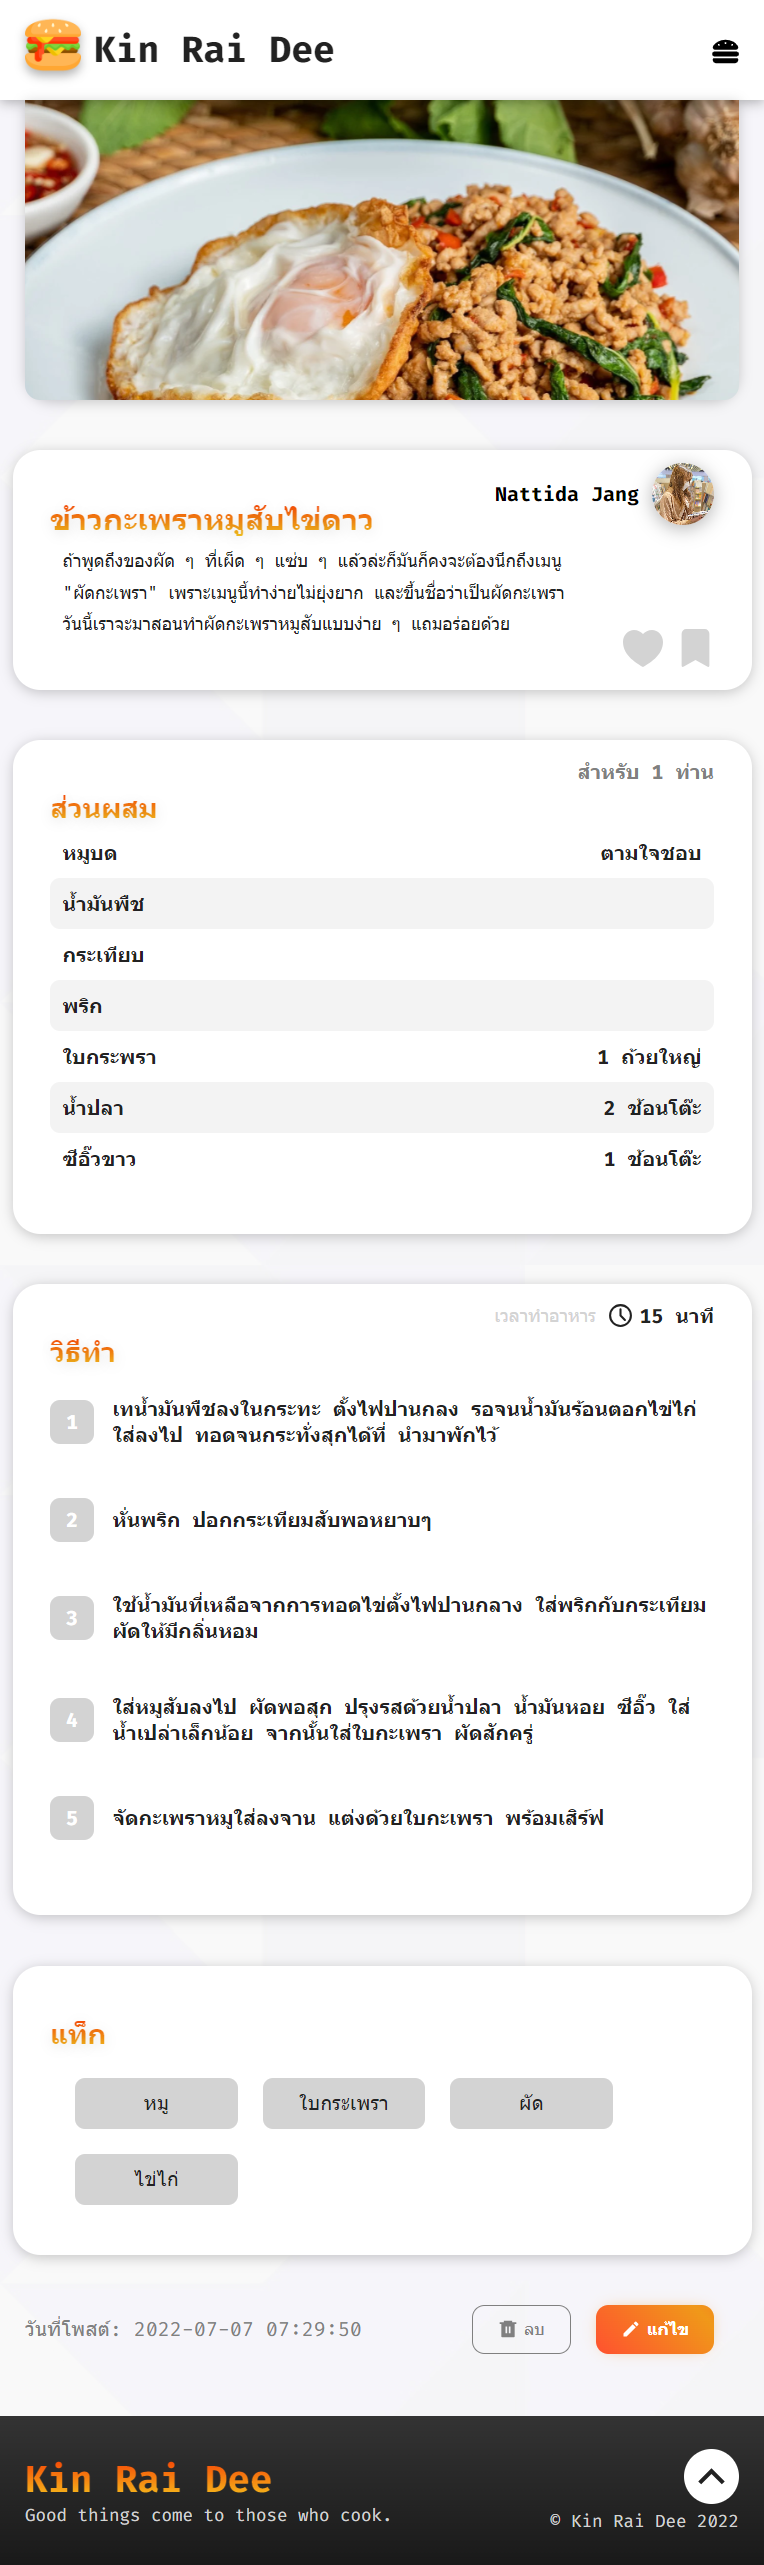 Kin Rai Dee
Nattida Jang
ข้าวกะเพราหมูสับไข่ดาว
ถ้าพูดถึงของผัด ๆ ที่เผ็ด ๆ แซ่บ ๆ แล้วล่ะก็มันก็คงจะต้องนึกถึงเมนู
"ผัดกะเพรา" เพราะเมนูนี้ทำง่ายไม่ยุ่งยาก และขึ้นชื่อว่าเป็นผัดกะเพรา
วันนี้เราจะมาสอนทำผัดกะเพราหมูสับแบบง่าย ๆ แถมอร่อยด้วย
สำหรับ 1 ท่าน
ส่วนผสม
หมูบด ตามใจชอบ
น้ำมันพืช
กระเทียบ
พริก
ใบกระพรา 1 ถ้วยใหญ่
น้ำปลา 2 ช้อนโต๊ะ
ซีอิ๊วขาว 1 ช้อนโต๊ะ
เวลาทำอาหาร 15 นาที
วิธีทำ
1 เทน้ำมันพืชลงในกระทะ ตั้งไฟปานกลง รอจนน้ำมันร้อนตอกไข่ไก่
ใส่ลงไป ทอดจนกระทั่งสุกได้ที่ นำมาพักไว้
2 หั่นพริก ปอกกระเทียมสับพอหยาบๆ
3 ใช้น้ำมันที่เหลือจากการทอดไข่ตั้งไฟปานกลาง ใส่พริกกับกระเทียม
ผัดให้มีกลิ่นหอม
4 ใส่หมูสับลงไป ผัดพอสุก ปรุงรสด้วยน้ำปลา น้ำมันหอย ซีอิ๊ว ใส่
น้ำเปล่าเล็กน้อย จากนั้นใส่ใบกะเพรา ผัดสักครู่
5 จัดกะเพราหมูใส่ลงจาน แต่งด้วยใบกะเพรา พร้อมเสิร์ฟ
แท็ก
หมู ใบกระเพรา ผัด
ไข่ไก่
วันที่โพสต์: 2022-07-07 07:29:50 ลบ แก้ไข
Kin Rai Dee
Good things come to those who cook.
© Kin Rai Dee 2022